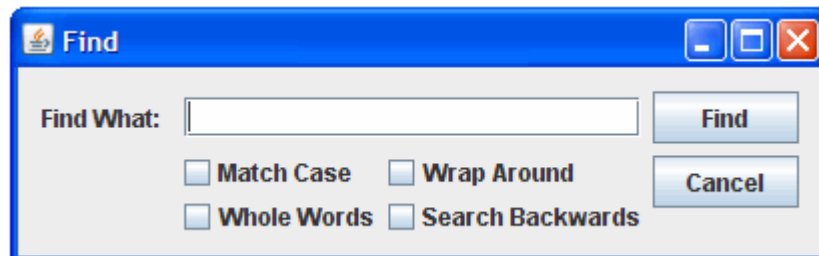 Find
Find What: Find
Match Case Wrap Around Cancel
Whole Words Search Backwards